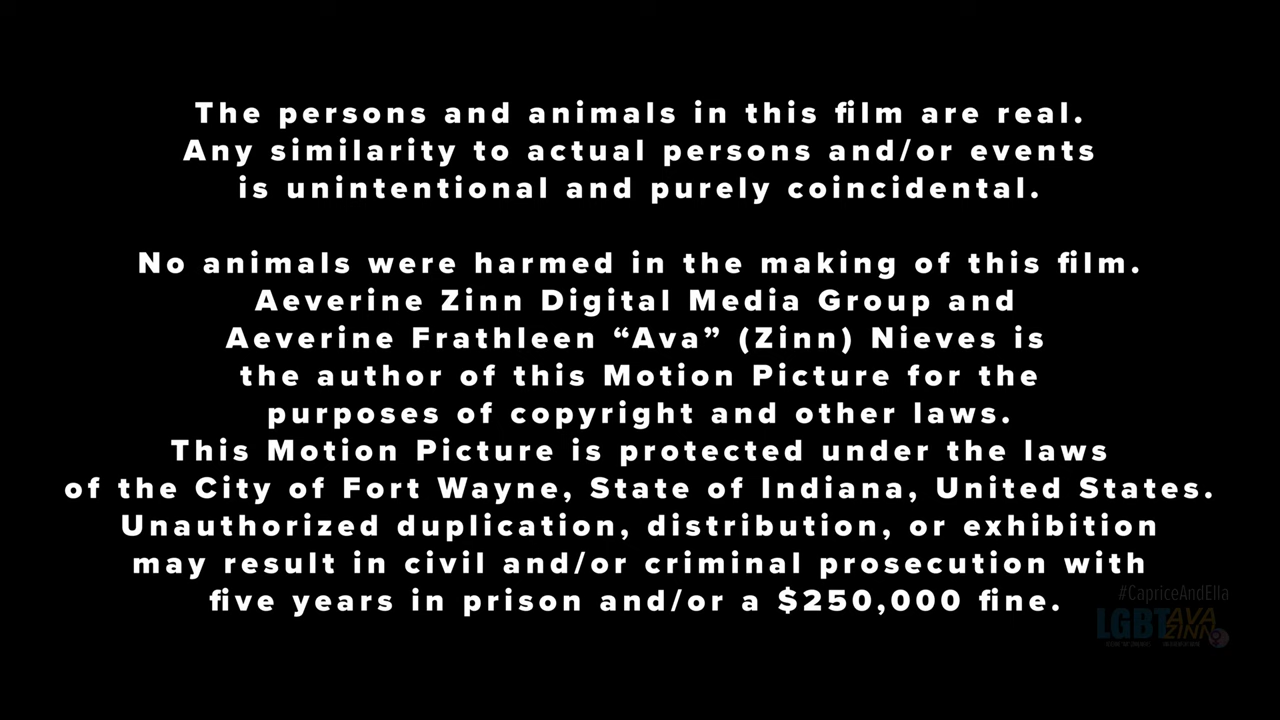 The persons and animals in this film are real.
Any similarity to actual persons and/or events
is unintentional and purely coincidental.
No animals were harmed in the making of this film.
Aeverine Zinn Digital Media Group and
Aeverine Frathleen “Ava” (Zinn) Nieves is
the author of this Motion Picture for the
purposes of copyright and other laws.
This Motion Picture is protected under the laws
of the City of Fort Wayne, State of Indiana, United States.
Unauthorized duplication, distribution, or exhibition
may result in civil and/or criminal prosecution with
five years in prison and/or a $250,000 fine.
#CapriceAndElla
LGBT AVA
ZINN